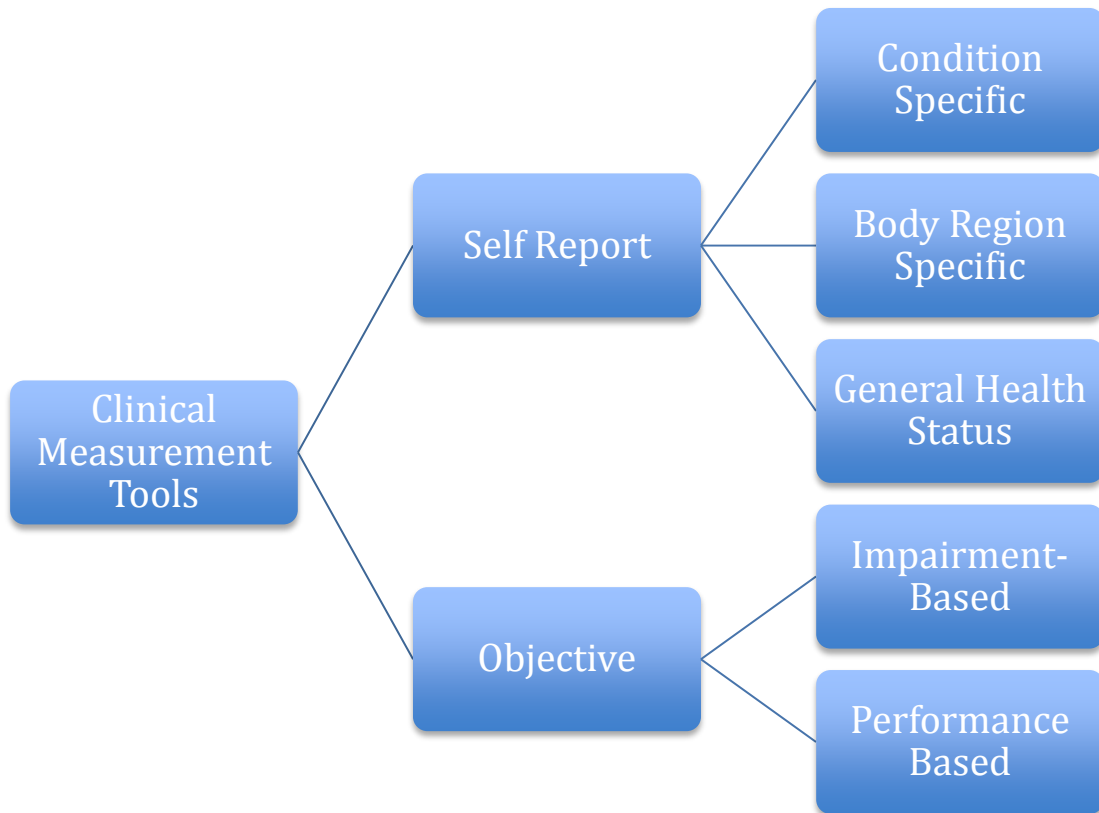 Clinical
Measurement
Tools
Self Report
Condition
Specific
Body Region
Specific
General Health
Status
Objective
Impairment-
Based
Performance
Based